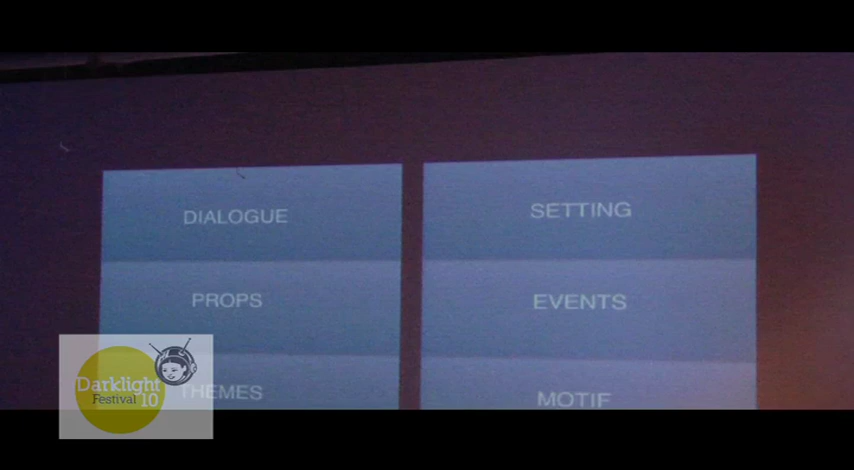 DIALOGUE
PROPS
THEMES
SETTING
EVENTS
MOTIF
Darklight
Festival 10